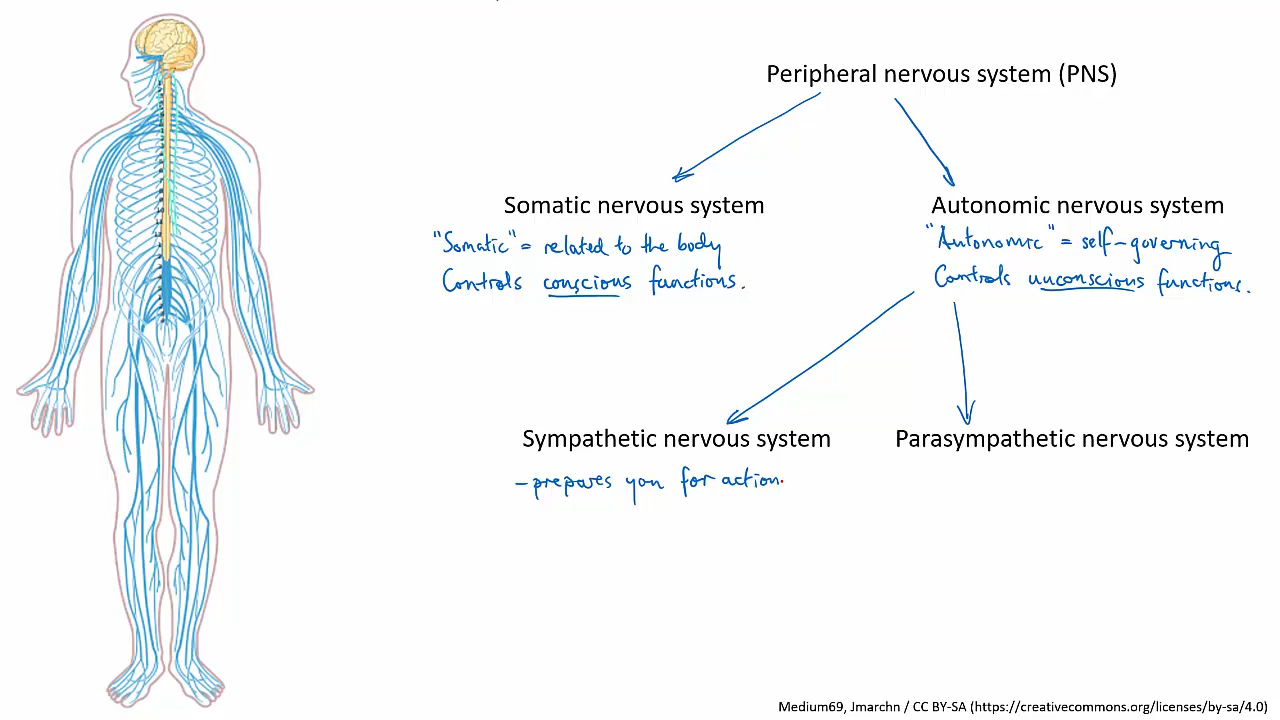 Peripheral nervous system (PNS)
Somatic nervous system
"Somatic" = related to the body
Controls conscious functions.
Autonomic nervous system
"Autonomic" = self-governing
Controls unconscious functions.
Sympathetic nervous system
- prepares you for action
Parasympathetic nervous system
Medium69, Jmarchn / CC BY-SA (https://creativecommons.org/licenses/by-sa/4.0)